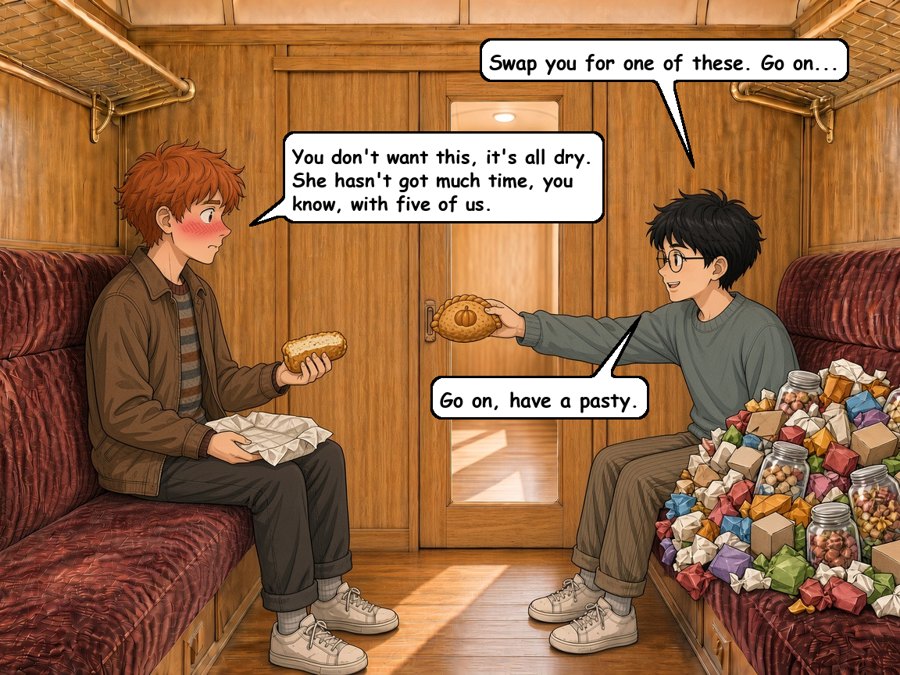 Swap you for one of these. Go on...
You don't want this, it's all dry.
She hasn't got much time, you
know, with five of us.
Go on, have a pasty.